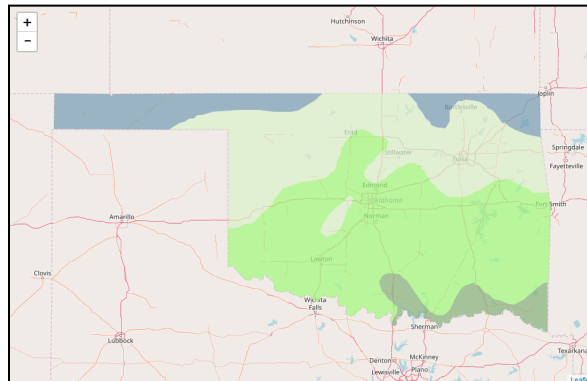 +
−
Hutchinson
Wichita
Joplin
Bartlesville
Springdale
Enid
Stillwater
Tulsa
Fayetteville
Edmond
Oklahoma
Fort Smith
Norman
Amarillo
Lawton
Clovis
Wichita
Falls
Sherman
Lubbock
Texarkana
Denton
McKinney
Lewisville
Plano